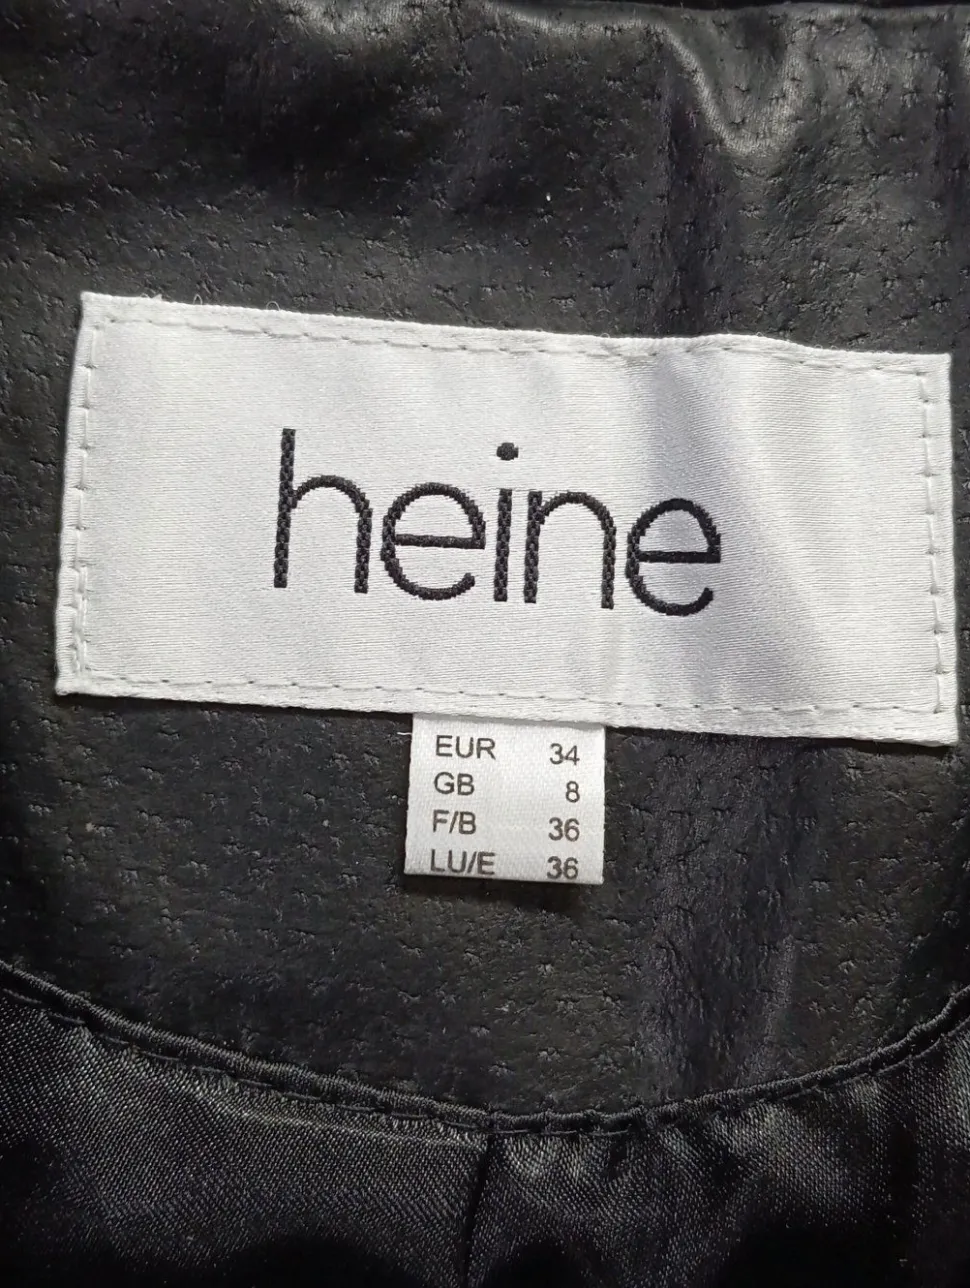 heine
EUR 34
GB 8
F/B 36
LU/E 36